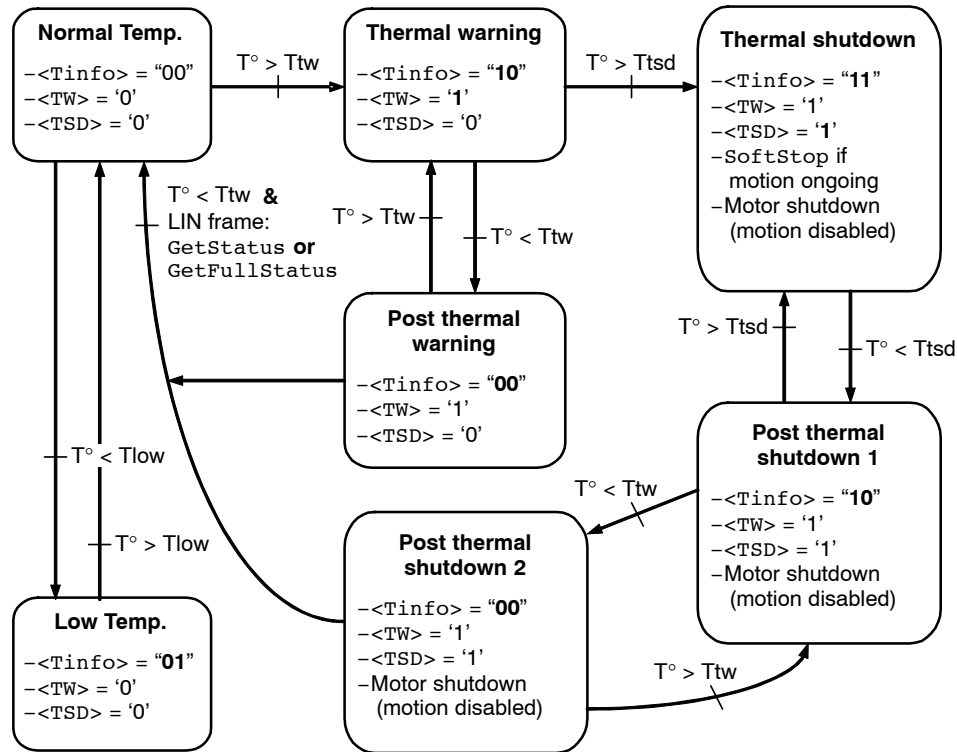 Normal Temp.
–<Tinfo> = “00”
–<TW> = ‘0’
–<TSD> = ‘0’
T° > Ttw
Thermal warning
–<Tinfo> = “10”
–<TW> = ‘1’
–<TSD> = ‘0’
T° > Ttsd
Thermal shutdown
–<Tinfo> = “11”
–<TW> = ‘1’
–<TSD> = ‘1’
–SoftStop if
motion ongoing
–Motor shutdown
(motion disabled)
T° < Ttw &
LIN frame:
GetStatus or
GetFullStatus
T° > Ttw
T° < Ttw
Post thermal
warning
–<Tinfo> = “00”
–<TW> = ‘1’
–<TSD> = ‘0’
T° > Ttsd
T° < Ttsd
Post thermal
shutdown 1
–<Tinfo> = “10”
–<TW> = ‘1’
–<TSD> = ‘1’
–Motor shutdown
(motion disabled)
T° < Tlow
T° > Tlow
T° < Ttw
Post thermal
shutdown 2
–<Tinfo> = “00”
–<TW> = ‘1’
–<TSD> = ‘1’
–Motor shutdown
(motion disabled)
T° > Ttw
Low Temp.
–<Tinfo> = “01”
–<TW> = ‘0’
–<TSD> = ‘0’